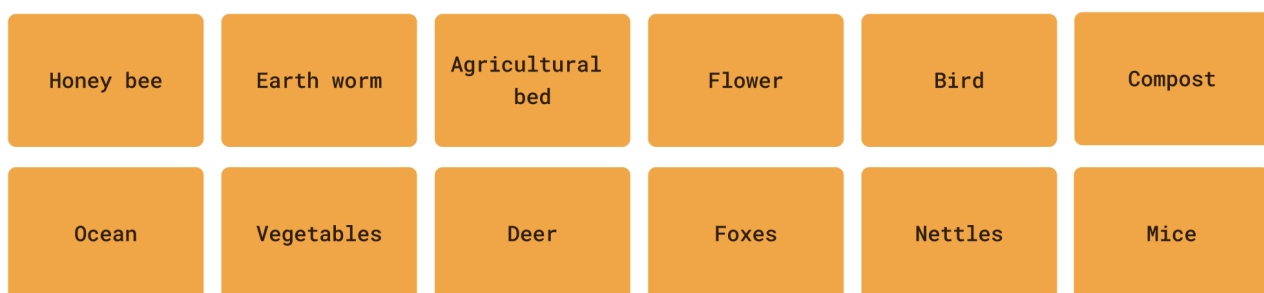 Honey bee
Earth worm
Agricultural
bed
Flower
Bird
Compost
Ocean
Vegetables
Deer
Foxes
Nettles
Mice